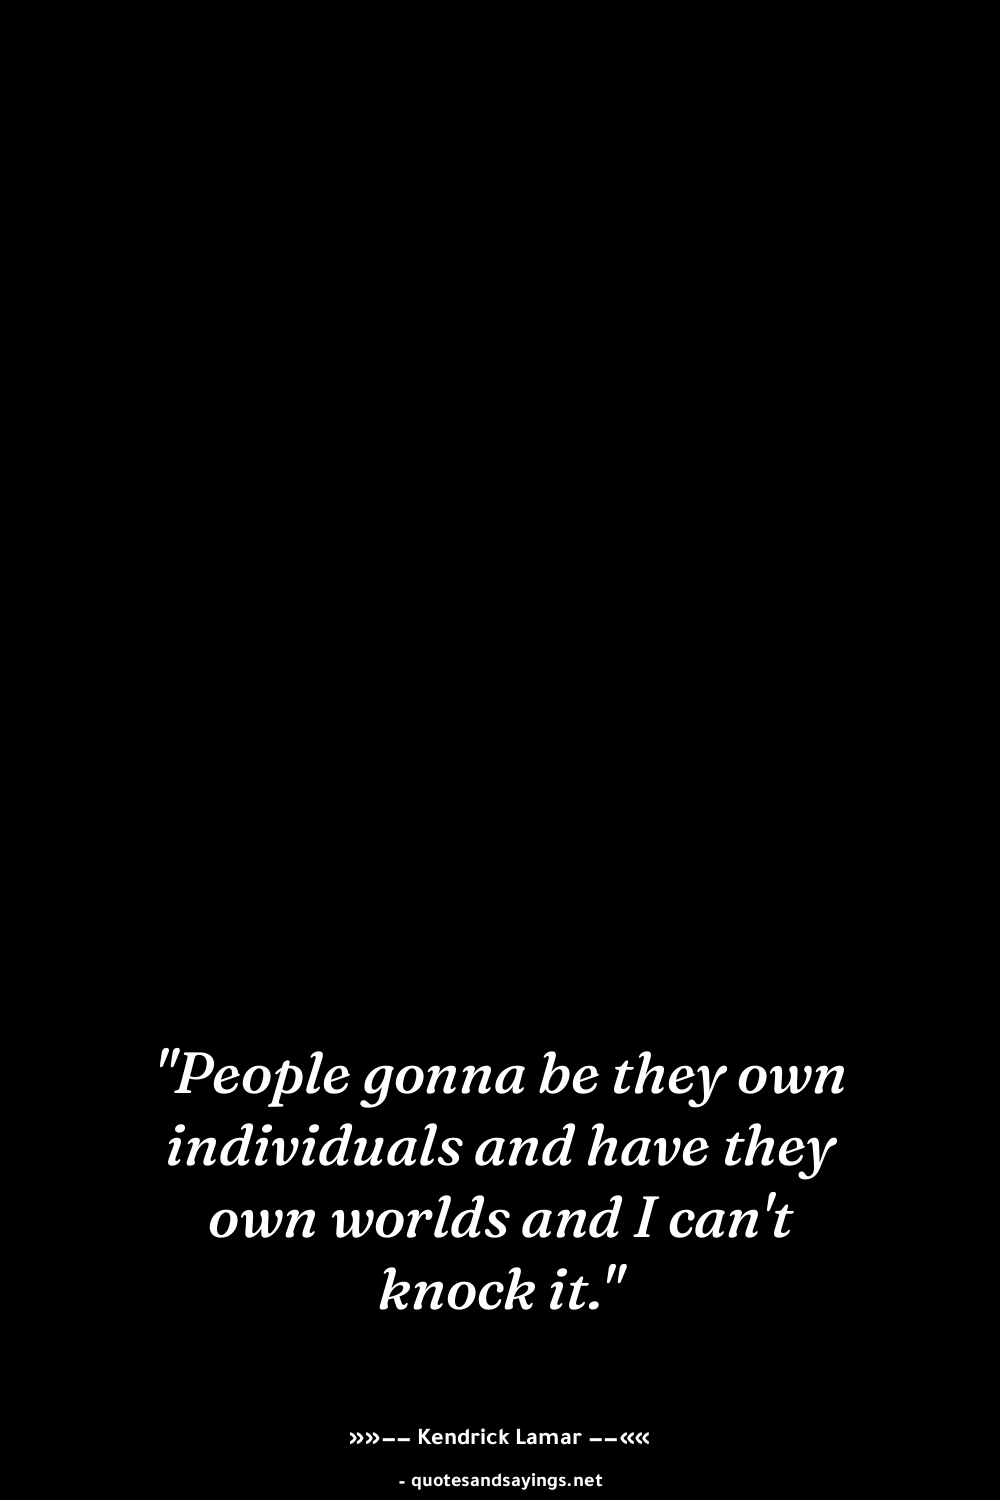 "People gonna be they own
individuals and have they
own worlds and I can't
knock it."
»»–– Kendrick Lamar ––««
- quotesandsayings.net